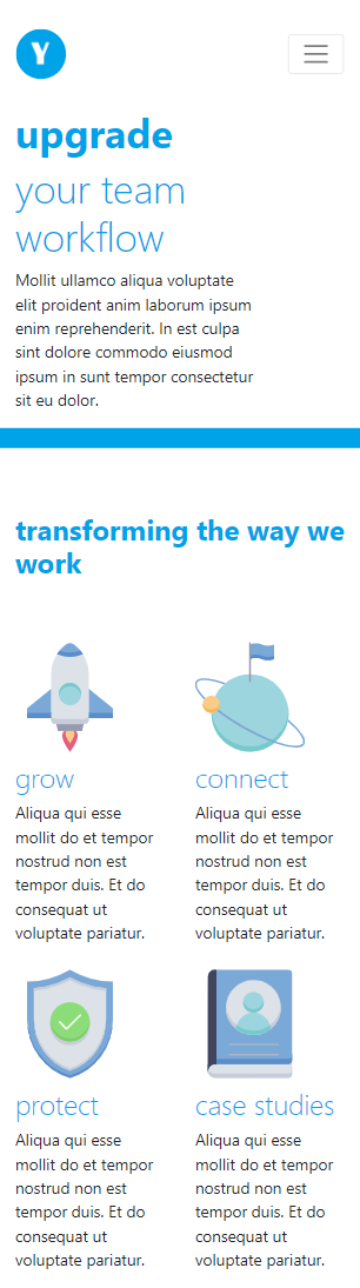 Y
upgrade
your team
workflow
Mollit ullamco aliqua voluptate
elit proident anim laborum ipsum
enim reprehenderit. In est culpa
sint dolore commodo eiusmod
ipsum in sunt tempor consectetur
sit eu dolor.
transforming the way we
work
grow
Aliqua qui esse
mollit do et tempor
nostrud non est
tempor duis. Et do
consequat ut
voluptate pariatur.
connect
Aliqua qui esse
mollit do et tempor
nostrud non est
tempor duis. Et do
consequat ut
voluptate pariatur.
protect
Aliqua qui esse
mollit do et tempor
nostrud non est
tempor duis. Et do
consequat ut
voluptate pariatur.
case studies
Aliqua qui esse
mollit do et tempor
nostrud non est
tempor duis. Et do
consequat ut
voluptate pariatur.